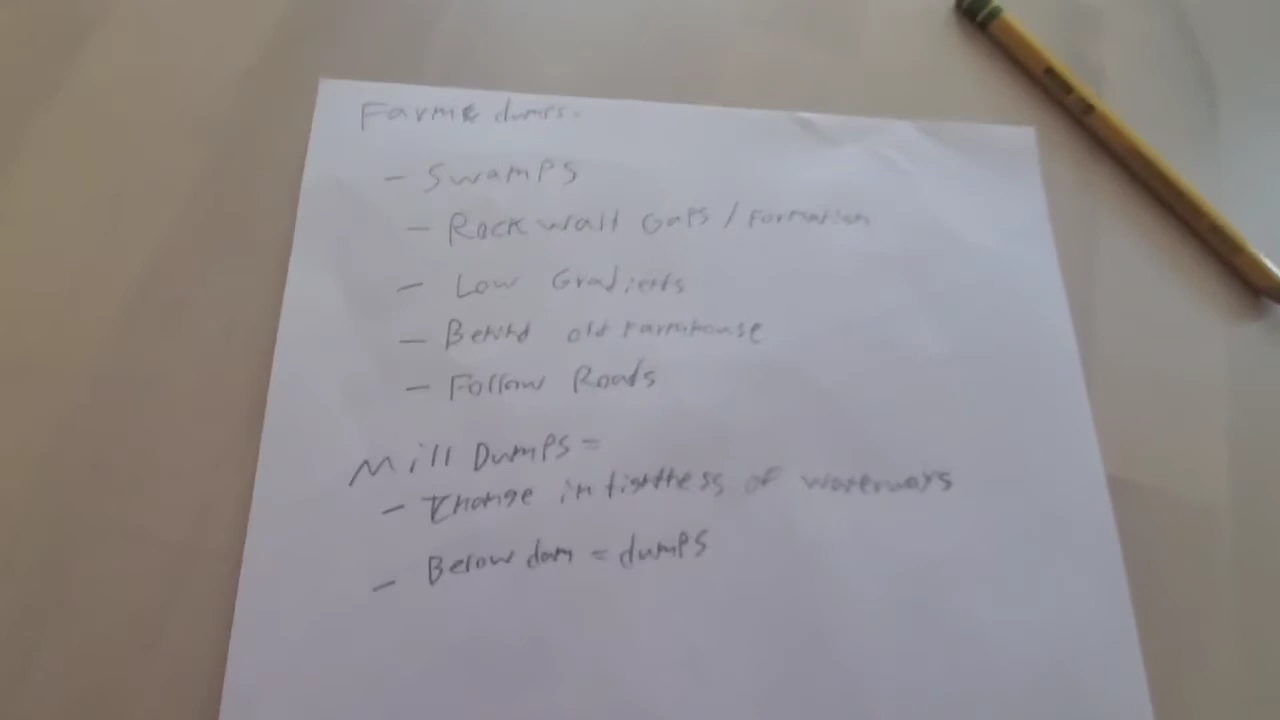 Farm dumps.
- Swamps
- Rock wall Gaps / Formation
- Low Gradients
- Behind old Farmhouse
- Follow Roads
Mill Dumps =
- Change in tightness of waterways
- Below dam = dumps